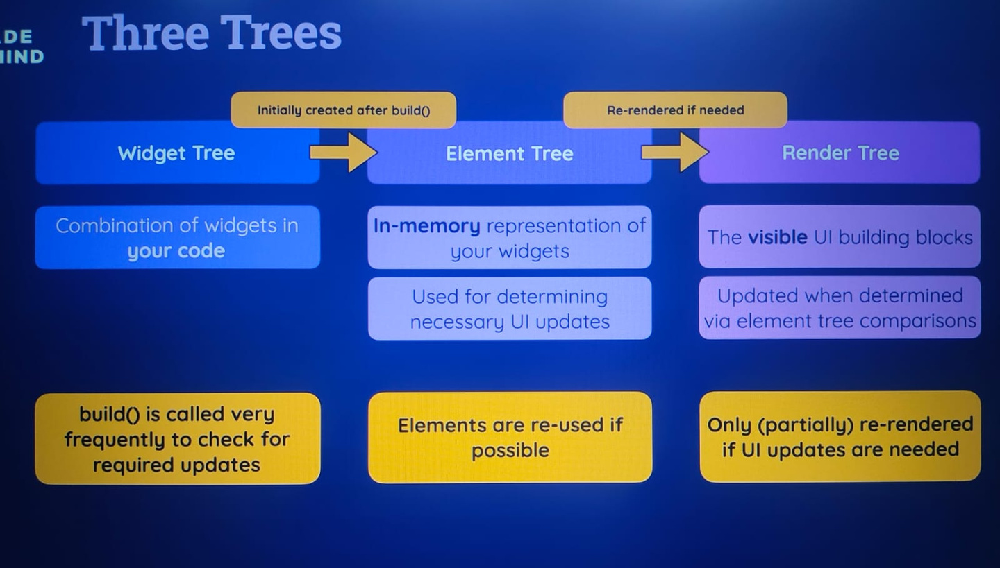 DE
IND
Three Trees
Initially created after build()
Re-rendered if needed
Widget Tree
Element Tree
Render Tree
Combination of widgets in
your code
In-memory representation of
your widgets
The visible UI building blocks
Used for determining
necessary UI updates
Updated when determined
via element tree comparisons
build() is called very
frequently to check for
required updates
Elements are re-used if
possible
Only (partially) re-rendered
if UI updates are needed